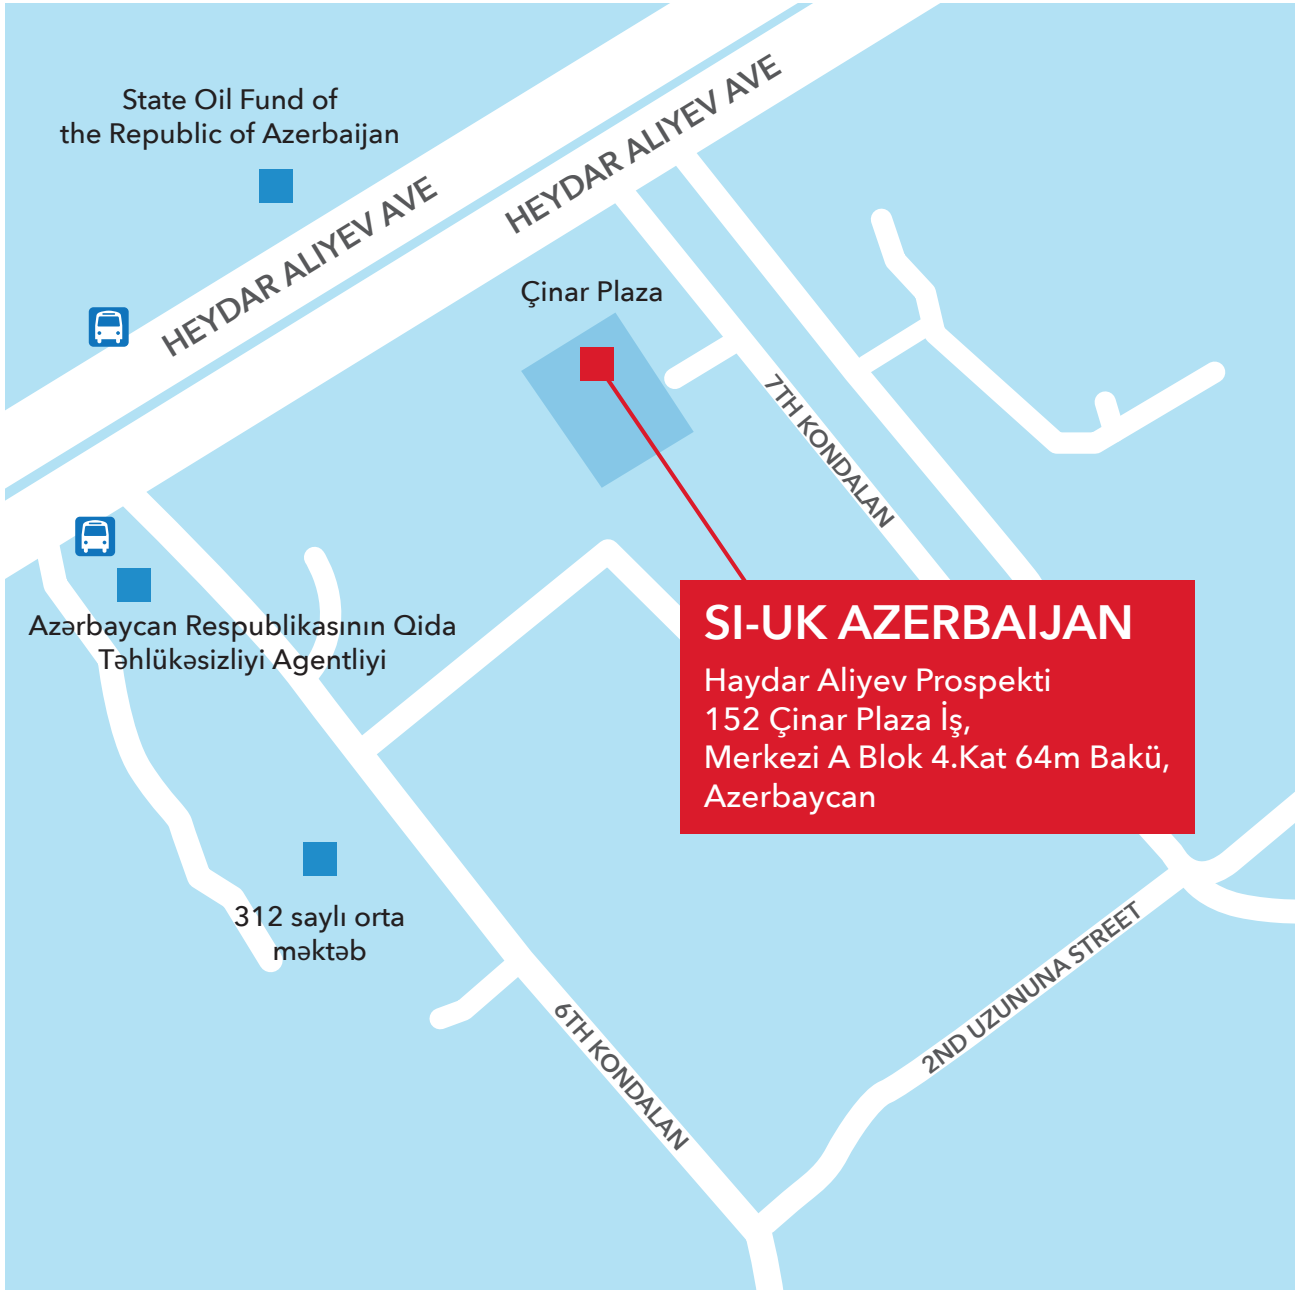 State Oil Fund of
the Republic of Azerbaijan
HEYDAR ALIYEV AVE
HEYDAR ALIYEV AVE
Çinar Plaza
7TH KONDALAN
Azərbaycan Respublikasının Qida
Təhlükəsizliyi Agentliyi
SI-UK AZERBAIJAN
Haydar Aliyev Prospekti
152 Çinar Plaza İş,
Merkezi A Blok 4.Kat 64m Bakü,
Azerbaycan
312 saylı orta
məktəb
2ND UZUNUNA STREET
6TH KONDALAN